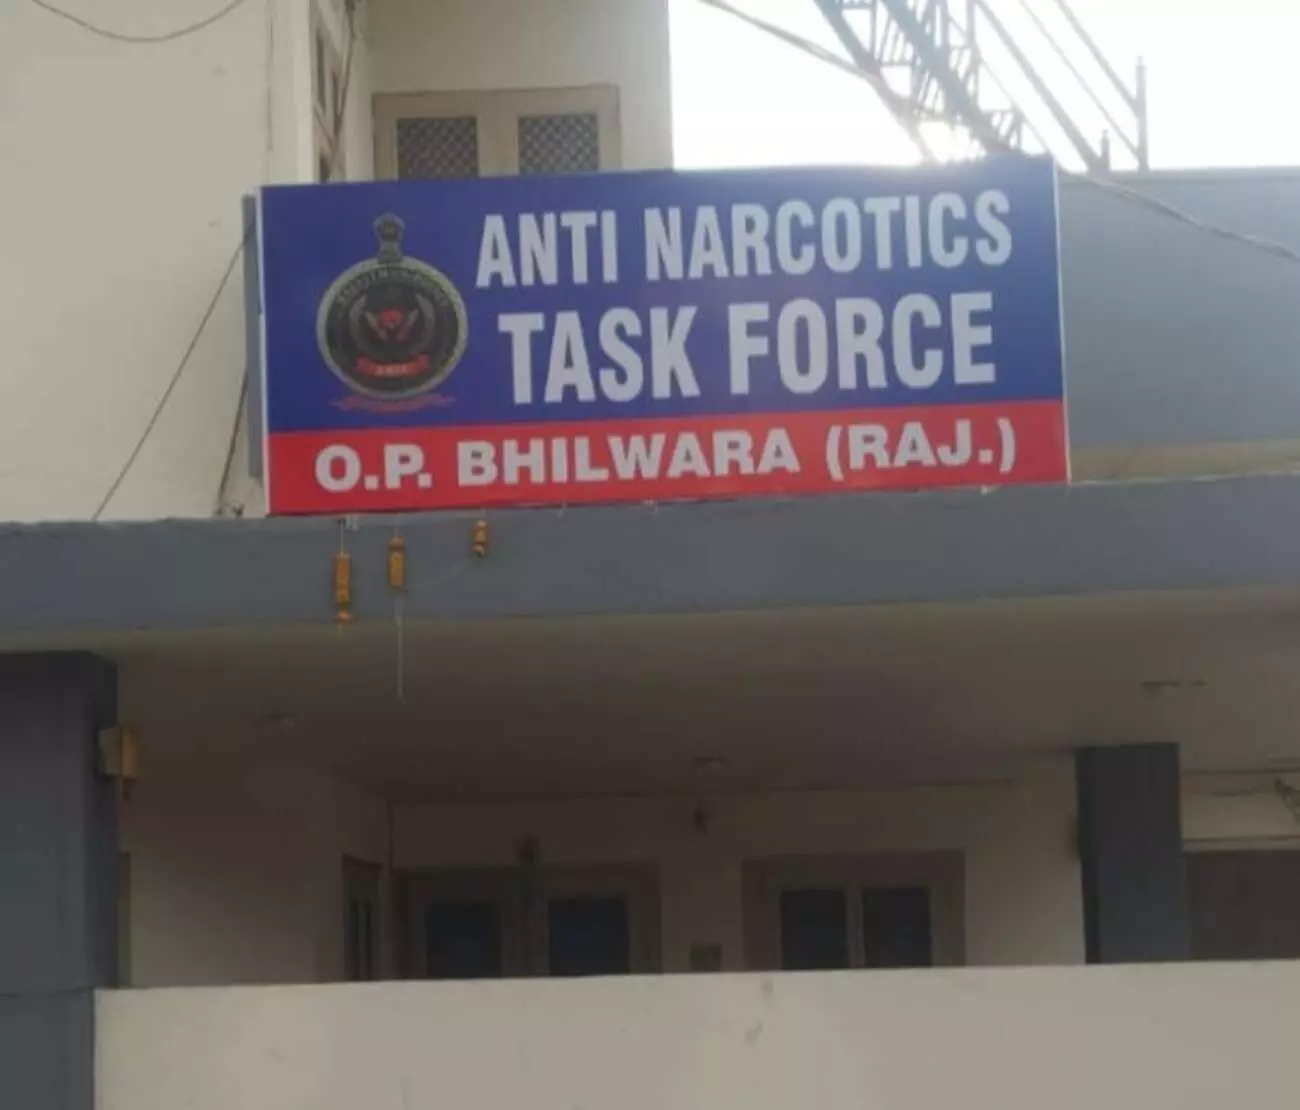 ANTI NARCOTICS
TASK FORCE
O.P. BHILWARA (RAJ.)